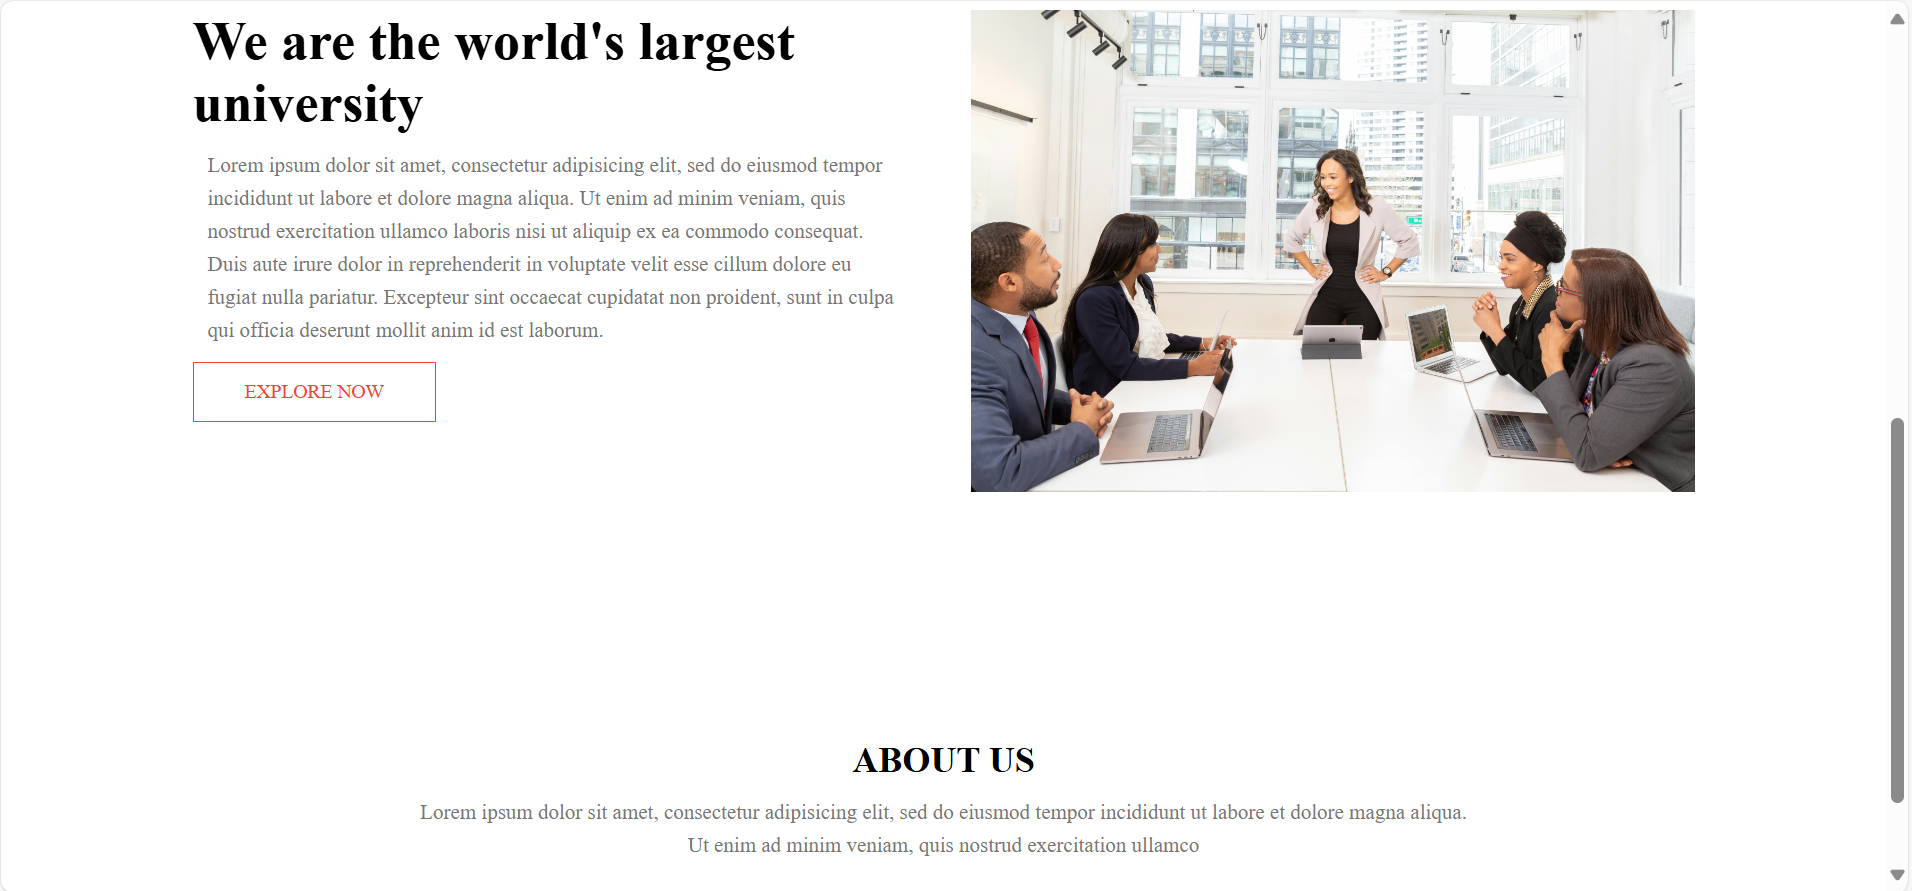 We are the world's largest
university
Lorem ipsum dolor sit amet, consectetur adipisicing elit, sed do eiusmod tempor
incididunt ut labore et dolore magna aliqua. Ut enim ad minim veniam, quis
nostrud exercitation ullamco laboris nisi ut aliquip ex ea commodo consequat.
Duis aute irure dolor in reprehenderit in voluptate velit esse cillum dolore eu
fugiat nulla pariatur. Excepteur sint occaecat cupidatat non proident, sunt in culpa
qui officia deserunt mollit anim id est laborum.
EXPLORE NOW
ABOUT US
Lorem ipsum dolor sit amet, consectetur adipisicing elit, sed do eiusmod tempor incididunt ut labore et dolore magna aliqua.
Ut enim ad minim veniam, quis nostrud exercitation ullamco